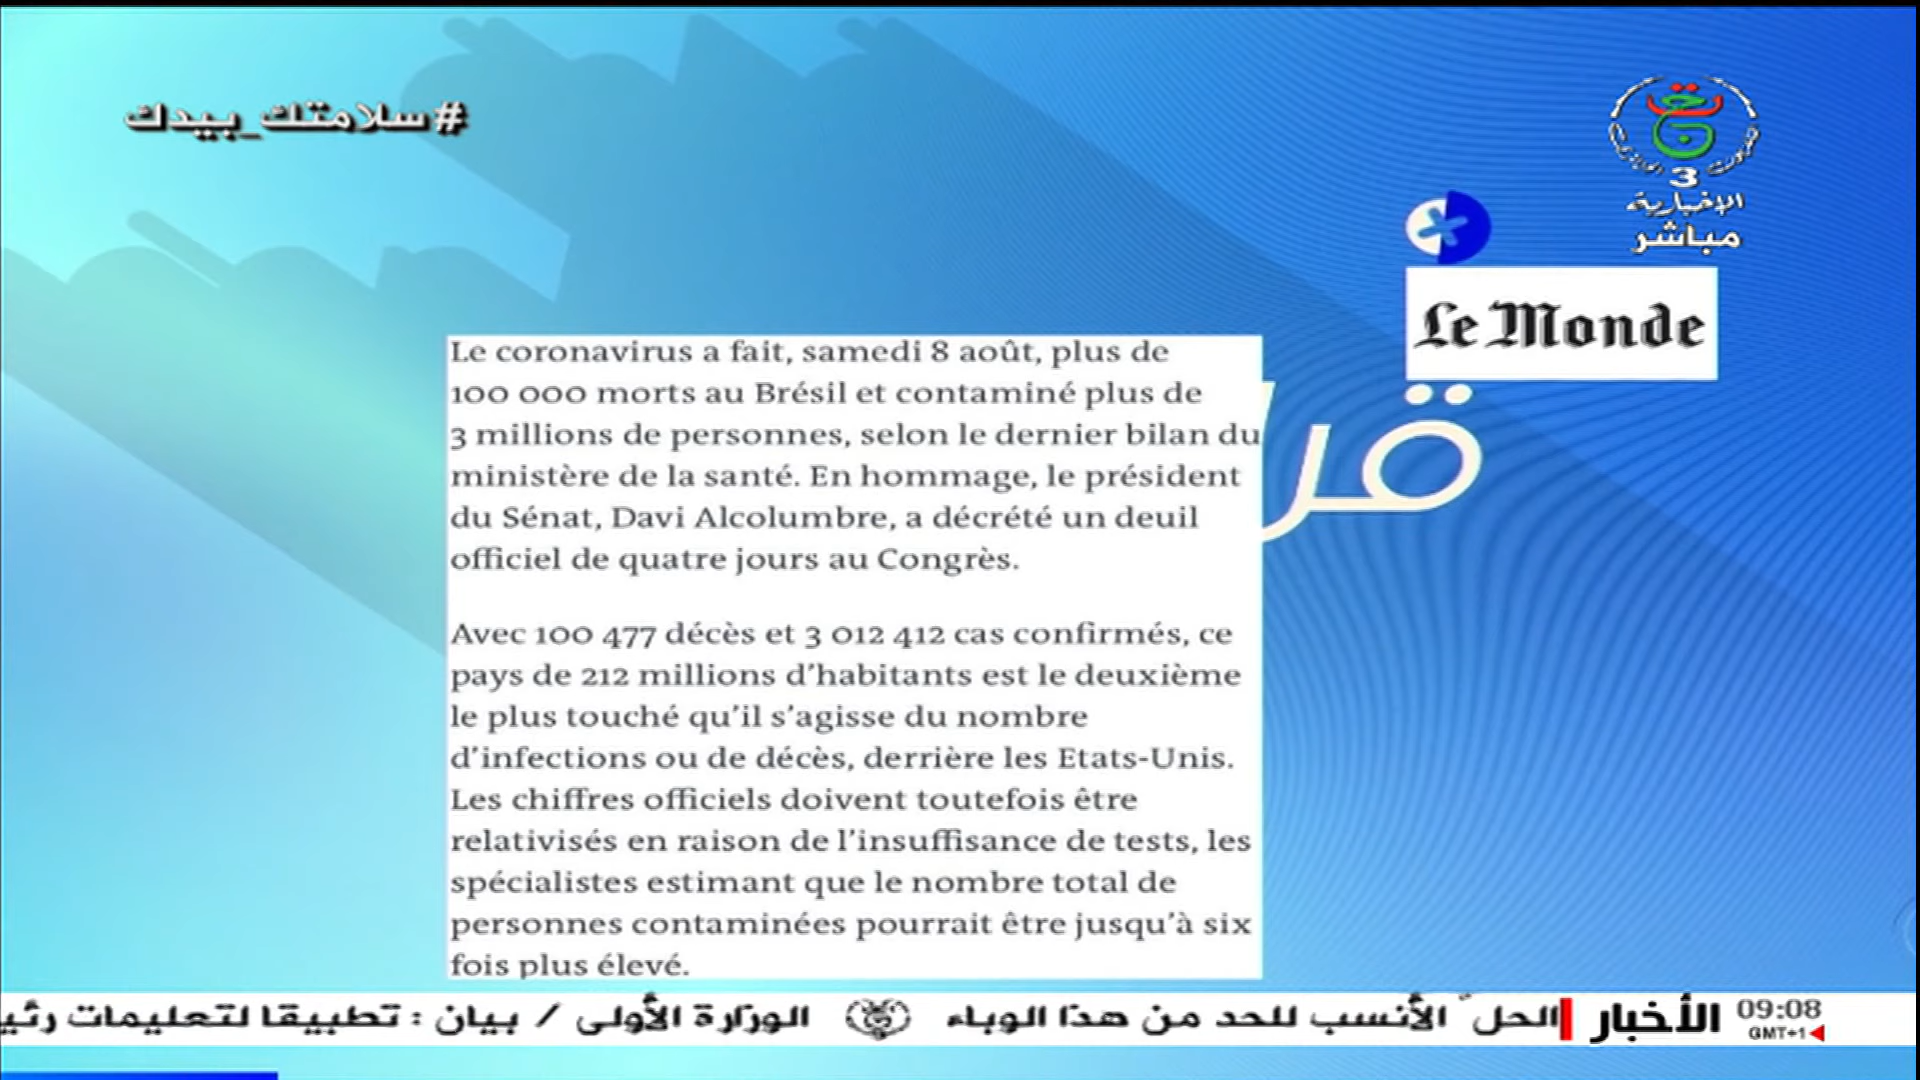 #سلامتك_بيدك
3
الإخبارية
مباشر
Le Monde
قرا
Le coronavirus a fait, samedi 8 août, plus de
100 000 morts au Brésil et contaminé plus de
3 millions de personnes, selon le dernier bilan du
ministère de la santé. En hommage, le président
du Sénat, Davi Alcolumbre, a décrété un deuil
officiel de quatre jours au Congrès.
Avec 100 477 décès et 3 012 412 cas confirmés, ce
pays de 212 millions d’habitants est le deuxième
le plus touché qu’il s’agisse du nombre
d’infections ou de décès, derrière les Etats-Unis.
Les chiffres officiels doivent toutefois être
relativisés en raison de l’insuffisance de tests, les
spécialistes estimant que le nombre total de
personnes contaminées pourrait être jusqu’à six
fois plus élevé.
09:08
GMT+1
الأخبار
الحلّ الأنسب للحد من هذا الوباء الوزارة الأولى / بيان : تطبيقا لتعليمات رئي